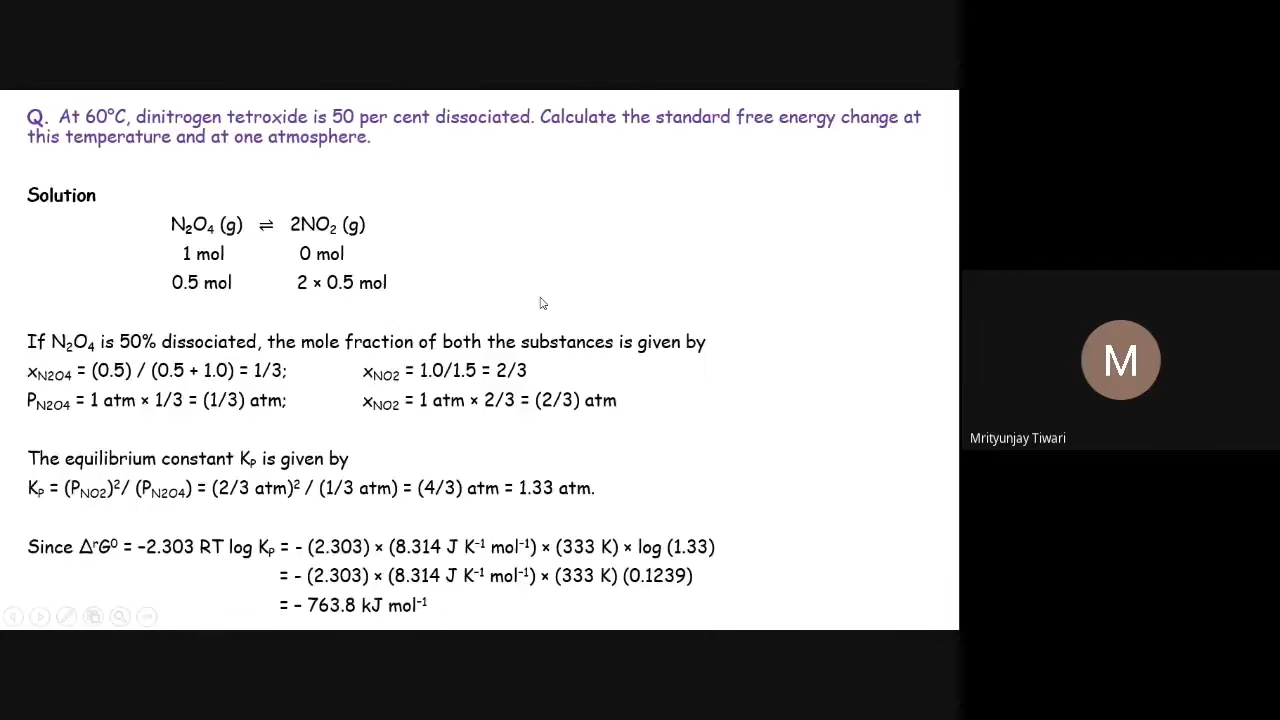 Q. At 60°C, dinitrogen tetroxide is 50 per cent dissociated. Calculate the standard free energy change at
this temperature and at one atmosphere.
Solution
N₂O₄ (g) ⇌ 2NO₂ (g)
1 mol 0 mol
0.5 mol 2 × 0.5 mol
If N₂O₄ is 50% dissociated, the mole fraction of both the substances is given by
xN2O4 = (0.5) / (0.5 + 1.0) = 1/3; xNO2 = 1.0/1.5 = 2/3
PN2O4 = 1 atm × 1/3 = (1/3) atm; xNO2 = 1 atm × 2/3 = (2/3) atm
The equilibrium constant KP is given by
KP = (PNO2)²/ (PN2O4) = (2/3 atm)² / (1/3 atm) = (4/3) atm = 1.33 atm.
Since ΔʳG⁰ = –2.303 RT log KP = - (2.303) × (8.314 J K⁻¹ mol⁻¹) × (333 K) × log (1.33)
= - (2.303) × (8.314 J K⁻¹ mol⁻¹) × (333 K) (0.1239)
= – 763.8 kJ mol⁻¹
M
Mrityunjay Tiwari